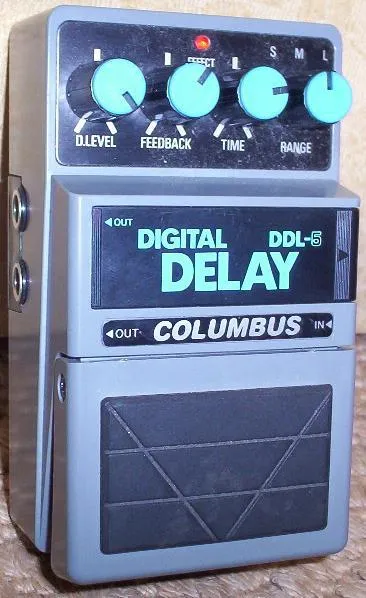 EFFECT
S M L
D.LEVEL FEEDBACK TIME RANGE
◄OUT
DIGITAL DDL-5
DELAY
◄OUT COLUMBUS IN◄